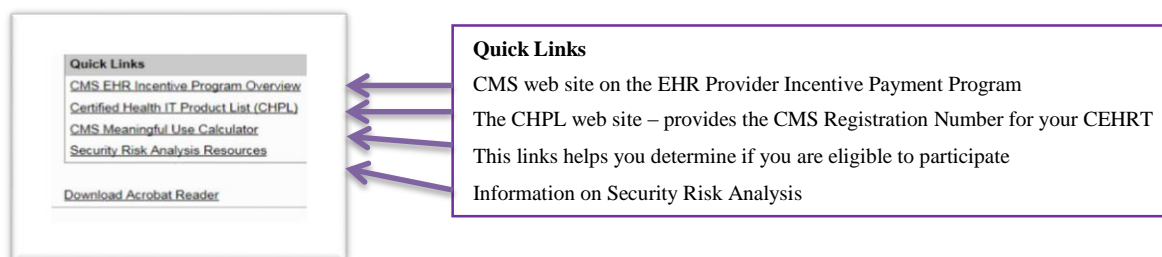 Quick Links
CMS EHR Incentive Program Overview
Certified Health IT Product List (CHPL)
CMS Meaningful Use Calculator
Security Risk Analysis Resources
Download Acrobat Reader
Quick Links
CMS web site on the EHR Provider Incentive Payment Program
The CHPL web site – provides the CMS Registration Number for your CEHRT
This links helps you determine if you are eligible to participate
Information on Security Risk Analysis